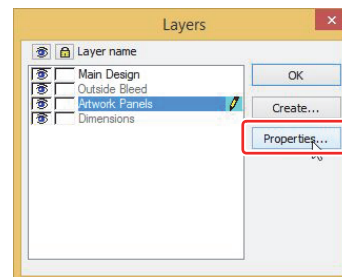 Layers
Layer name
Main Design
Outside Bleed
Artwork Panels
Dimensions
OK
Create...
Properties...